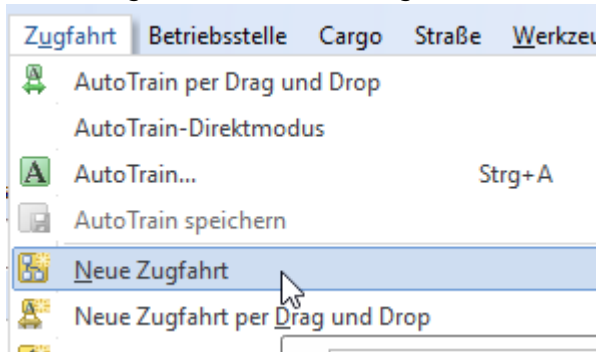 Zugfahrt Betriebsstelle Cargo Straße Werkzeu
AutoTrain per Drag und Drop
AutoTrain-Direktmodus
AutoTrain... Strg+A
AutoTrain speichern
Neue Zugfahrt
Neue Zugfahrt per Drag und Drop